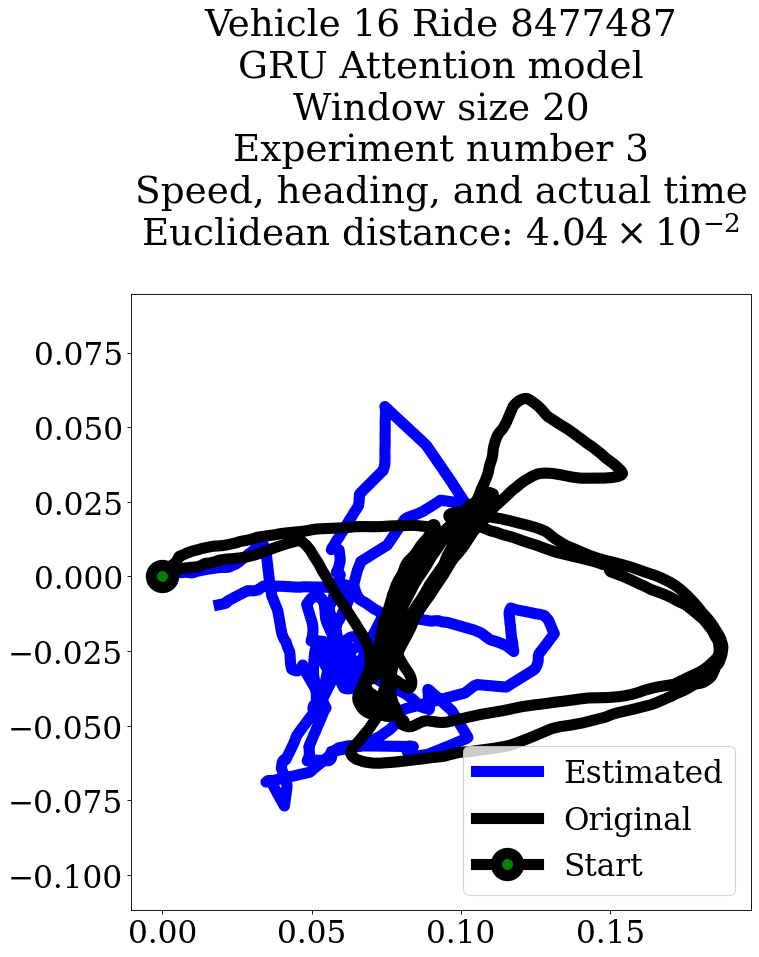 Vehicle 16 Ride 8477487
GRU Attention model
Window size 20
Experiment number 3
Speed, heading, and actual time
Euclidean distance: 4.04 × 10⁻²
0.075
0.050
0.025
0.000
−0.025
−0.050
−0.075
−0.100
0.00 0.05 0.10 0.15
Estimated
Original
Start